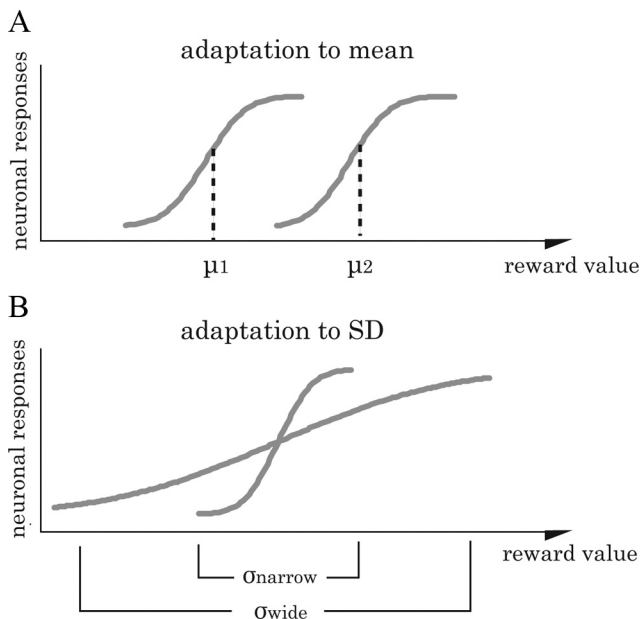 A
adaptation to mean
neuronal responses
μ1
μ2
reward value
B
adaptation to SD
neuronal responses
reward value
σnarrow
σwide